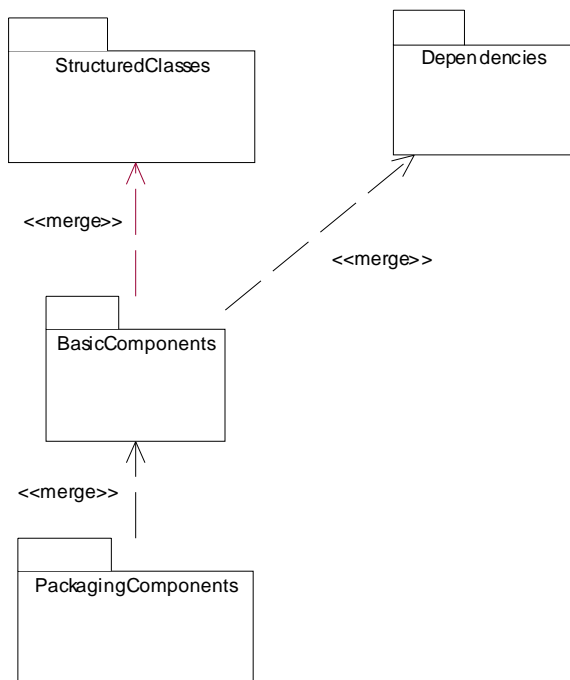 StructuredClasses
Dependencies
<<merge>>
<<merge>>
BasicComponents
<<merge>>
PackagingComponents